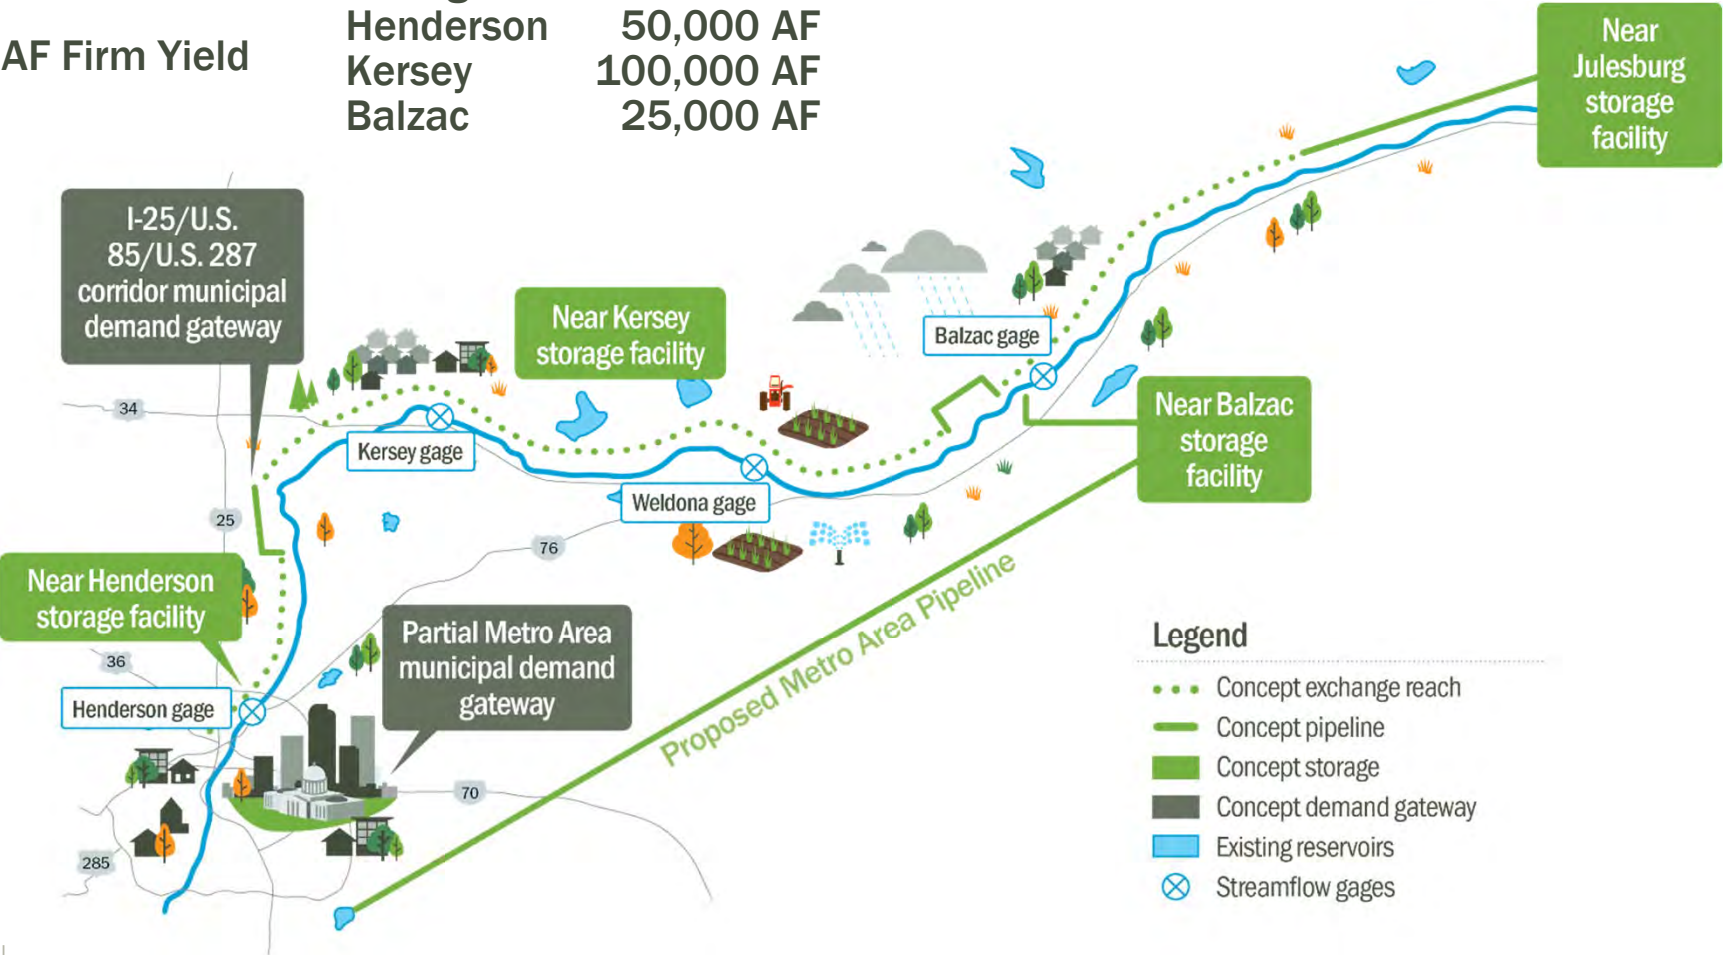 AF Firm Yield
Henderson 50,000 AF
Kersey 100,000 AF
Balzac 25,000 AF
Near
Julesburg
storage
facility
I-25/U.S.
85/U.S. 287
corridor municipal
demand gateway
Near Kersey
storage facility
Balzac gage
34
Kersey gage
Near Balzac
storage
facility
Weldona gage
25
76
Near Henderson
storage facility
Partial Metro Area
municipal demand
gateway
36
Henderson gage
Proposed Metro Area Pipeline
70
285
Legend
Concept exchange reach
Concept pipeline
Concept storage
Concept demand gateway
Existing reservoirs
Streamflow gages